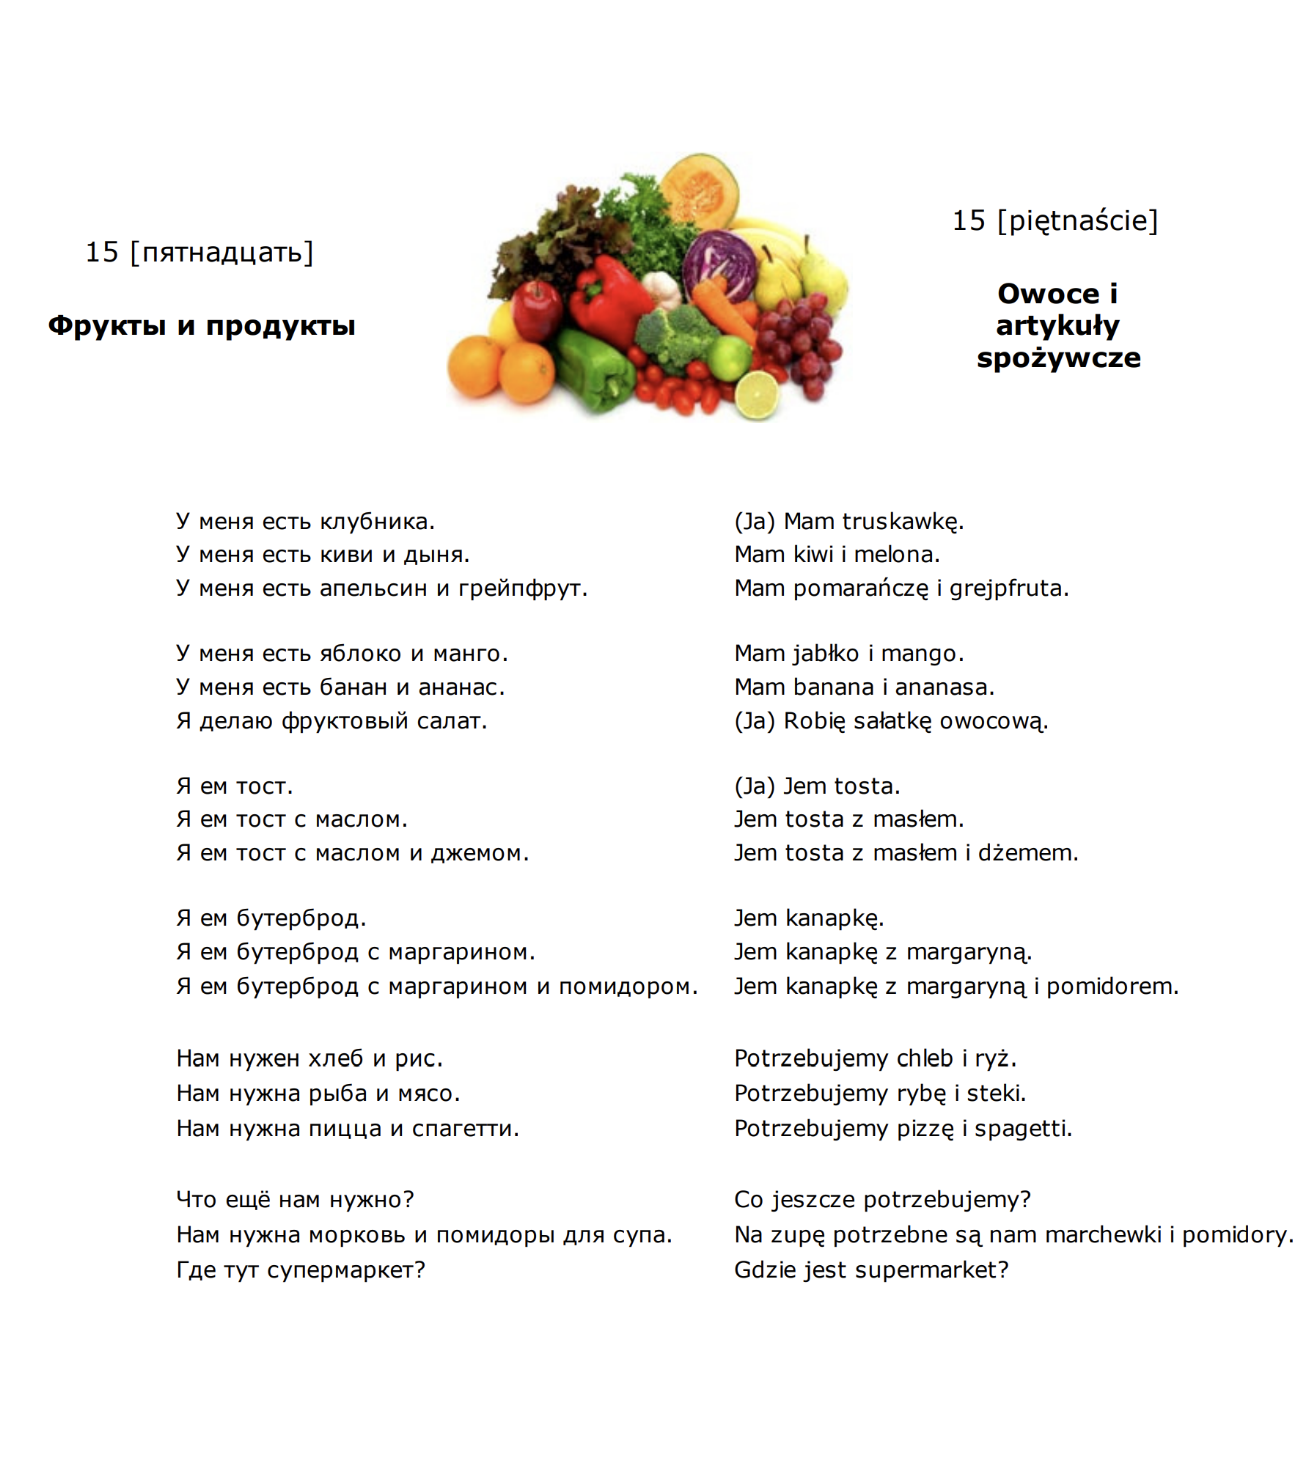 15 [пятнадцать]
Фрукты и продукты
15 [piętnaście]
Owoce i
artykuły
spożywcze
У меня есть клубника.
У меня есть киви и дыня.
У меня есть апельсин и грейпфрут.
У меня есть яблоко и манго.
У меня есть банан и ананас.
Я делаю фруктовый салат.
Я ем тост.
Я ем тост с маслом.
Я ем тост с маслом и джемом.
Я ем бутерброд.
Я ем бутерброд с маргарином.
Я ем бутерброд с маргарином и помидором.
Нам нужен хлеб и рис.
Нам нужна рыба и мясо.
Нам нужна пицца и спагетти.
Что ещё нам нужно?
Нам нужна морковь и помидоры для супа.
Где тут супермаркет?
(Ja) Mam truskawkę.
Mam kiwi i melona.
Mam pomarańczę i grejpfruta.
Mam jabłko i mango.
Mam banana i ananasa.
(Ja) Robię sałatkę owocową.
(Ja) Jem tosta.
Jem tosta z masłem.
Jem tosta z masłem i dżemem.
Jem kanapkę.
Jem kanapkę z margaryną.
Jem kanapkę z margaryną i pomidorem.
Potrzebujemy chleb i ryż.
Potrzebujemy rybę i steki.
Potrzebujemy pizzę i spagetti.
Co jeszcze potrzebujemy?
Na zupę potrzebne są nam marchewki i pomidory.
Gdzie jest supermarket?